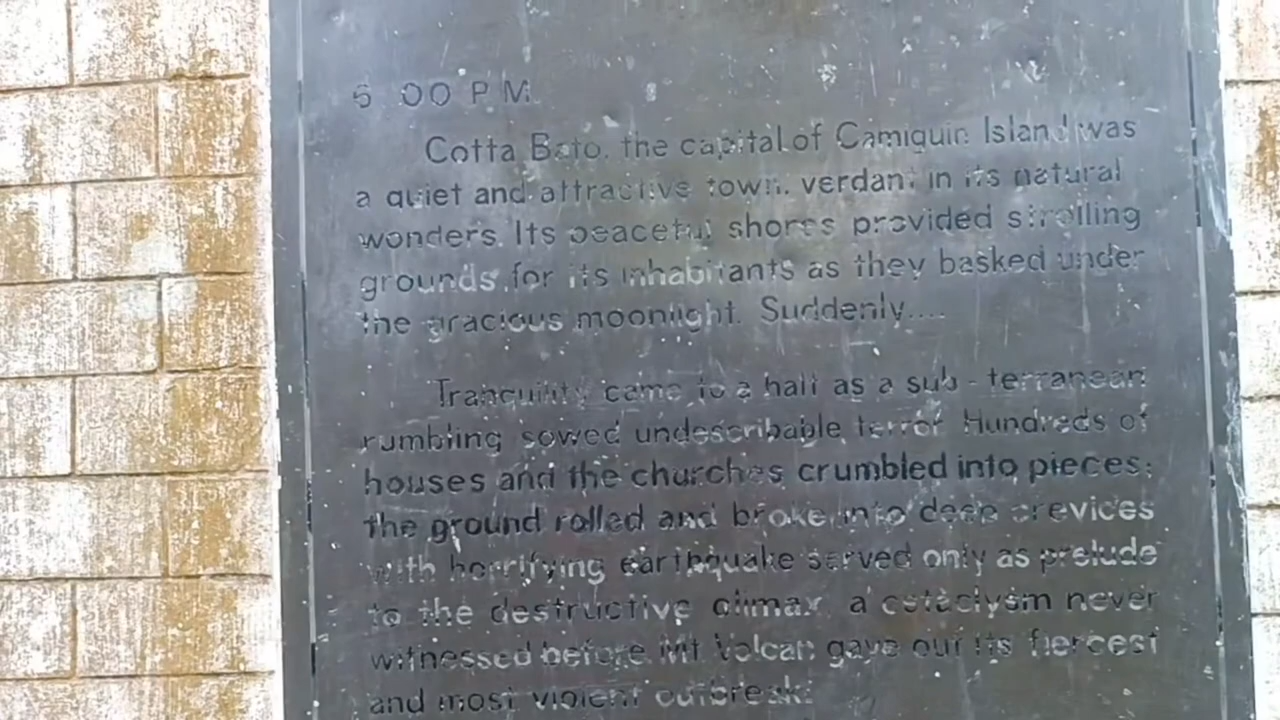 6 00 P M
Cotta Bato, the capital of Camiguin Island was
a quiet and attractive town, verdant in its natural
wonders. Its peaceful shores provided strolling
grounds for its inhabitants as they basked under
the gracious moonlight. Suddenly....
Tranquility came to a halt as a sub - terranean
rumbling sowed undescribable terror Hundreds of
houses and the churches crumbled into pieces;
the ground rolled and broke into deep crevices
with horrifying earthquake served only as prelude
to the destructive climax, a cataclysm never
witnessed before Mt Volcan gave out its fiercest
and most violent outbreak: